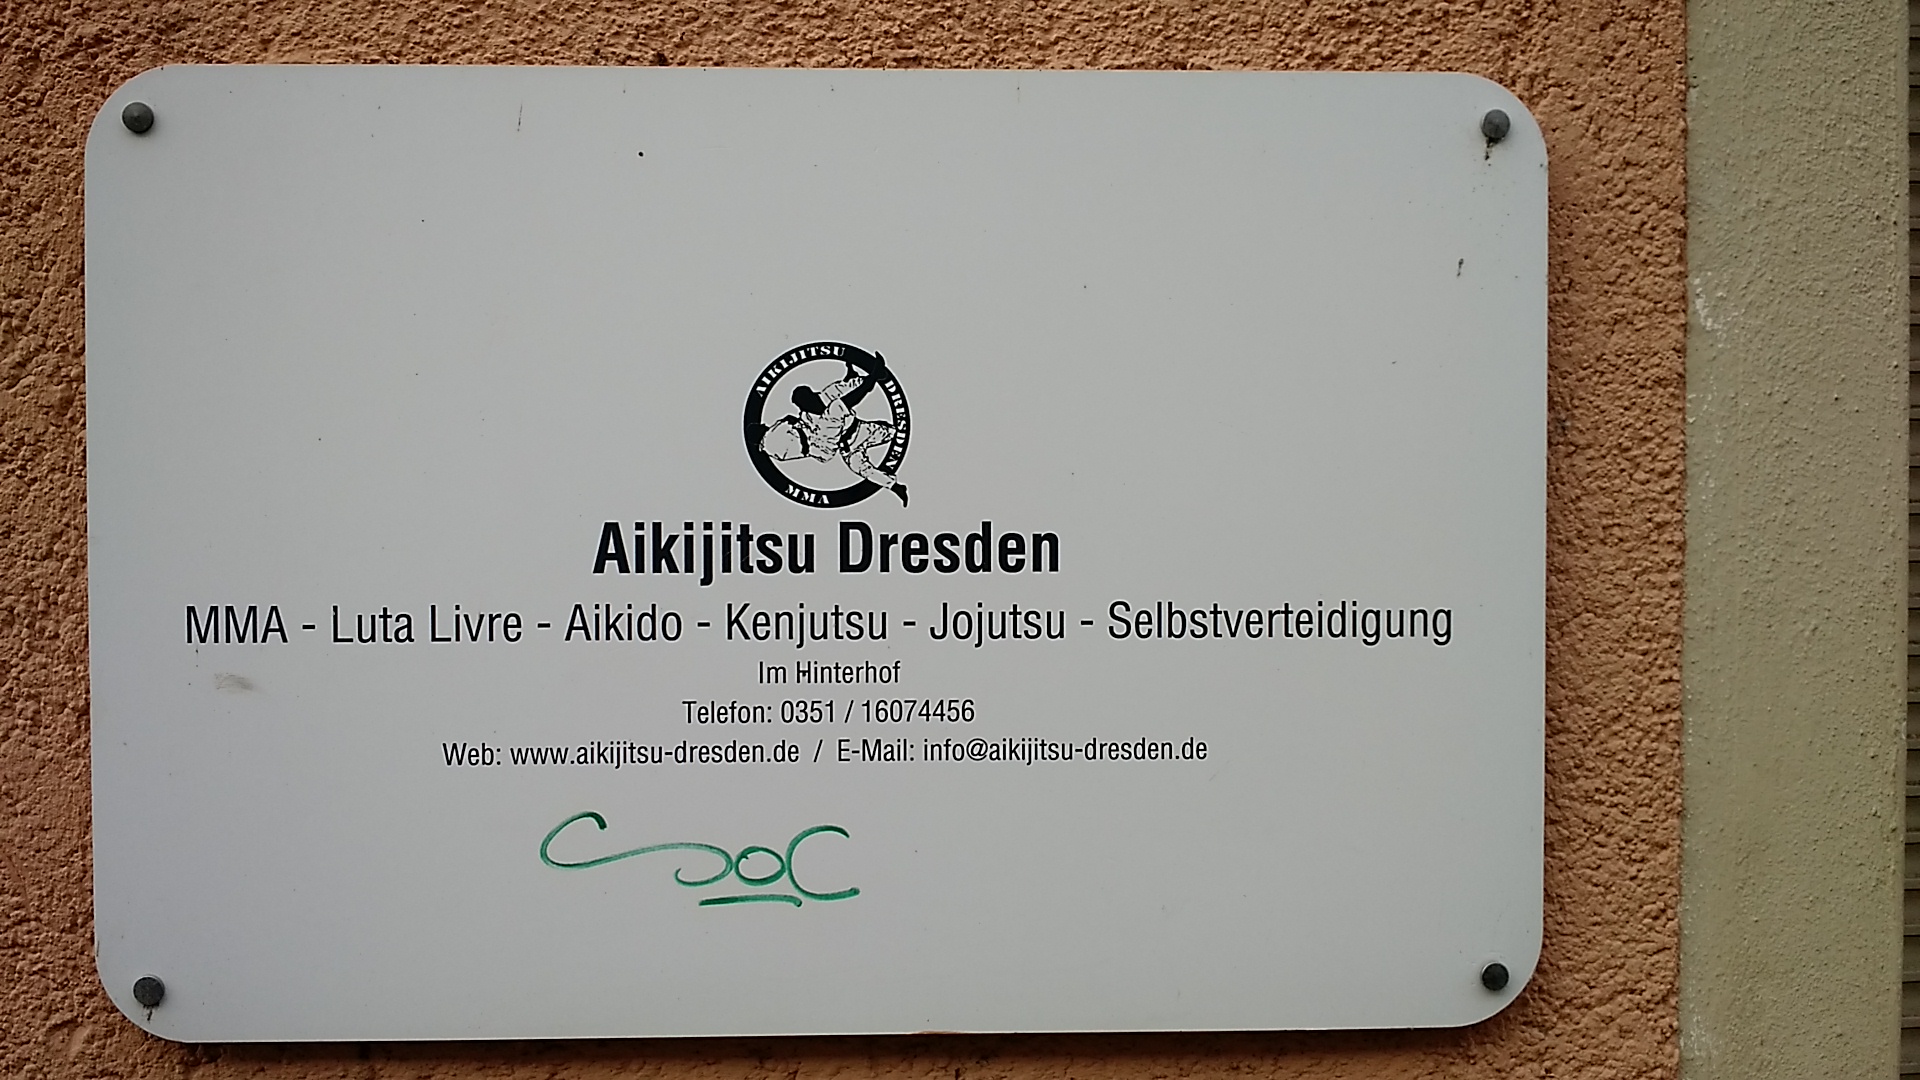 AIKIJITSU DRESDEN
MMA
Aikijitsu Dresden
MMA - Luta Livre - Aikido - Kenjutsu - Jojutsu - Selbstverteidigung
Im Hinterhof
Telefon: 0351 / 16074456
Web: www.aikijitsu-dresden.de / E-Mail: info@aikijitsu-dresden.de